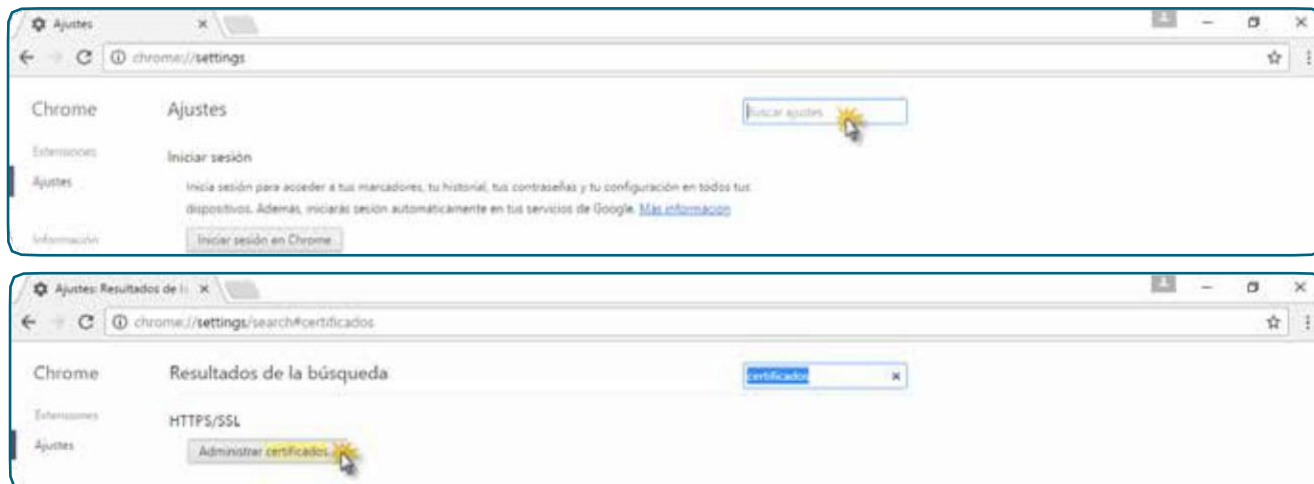 Ajustes
chrome://settings
Chrome
Ajustes
Buscar ajustes
Extensiones
Iniciar sesión
Ajustes
Inicia sesión para acceder a tus marcadores, tu historial, tus contraseñas y tu configuración en todos tus
dispositivos. Además, iniciarás sesión automáticamente en tus servicios de Google. Más información
Información
Iniciar sesión en Chrome
Ajustes: Resultados de l
chrome://settings/search#certificados
Chrome
Resultados de la búsqueda
certificados
Extensiones
HTTPS/SSL
Ajustes
Administrar certificados...